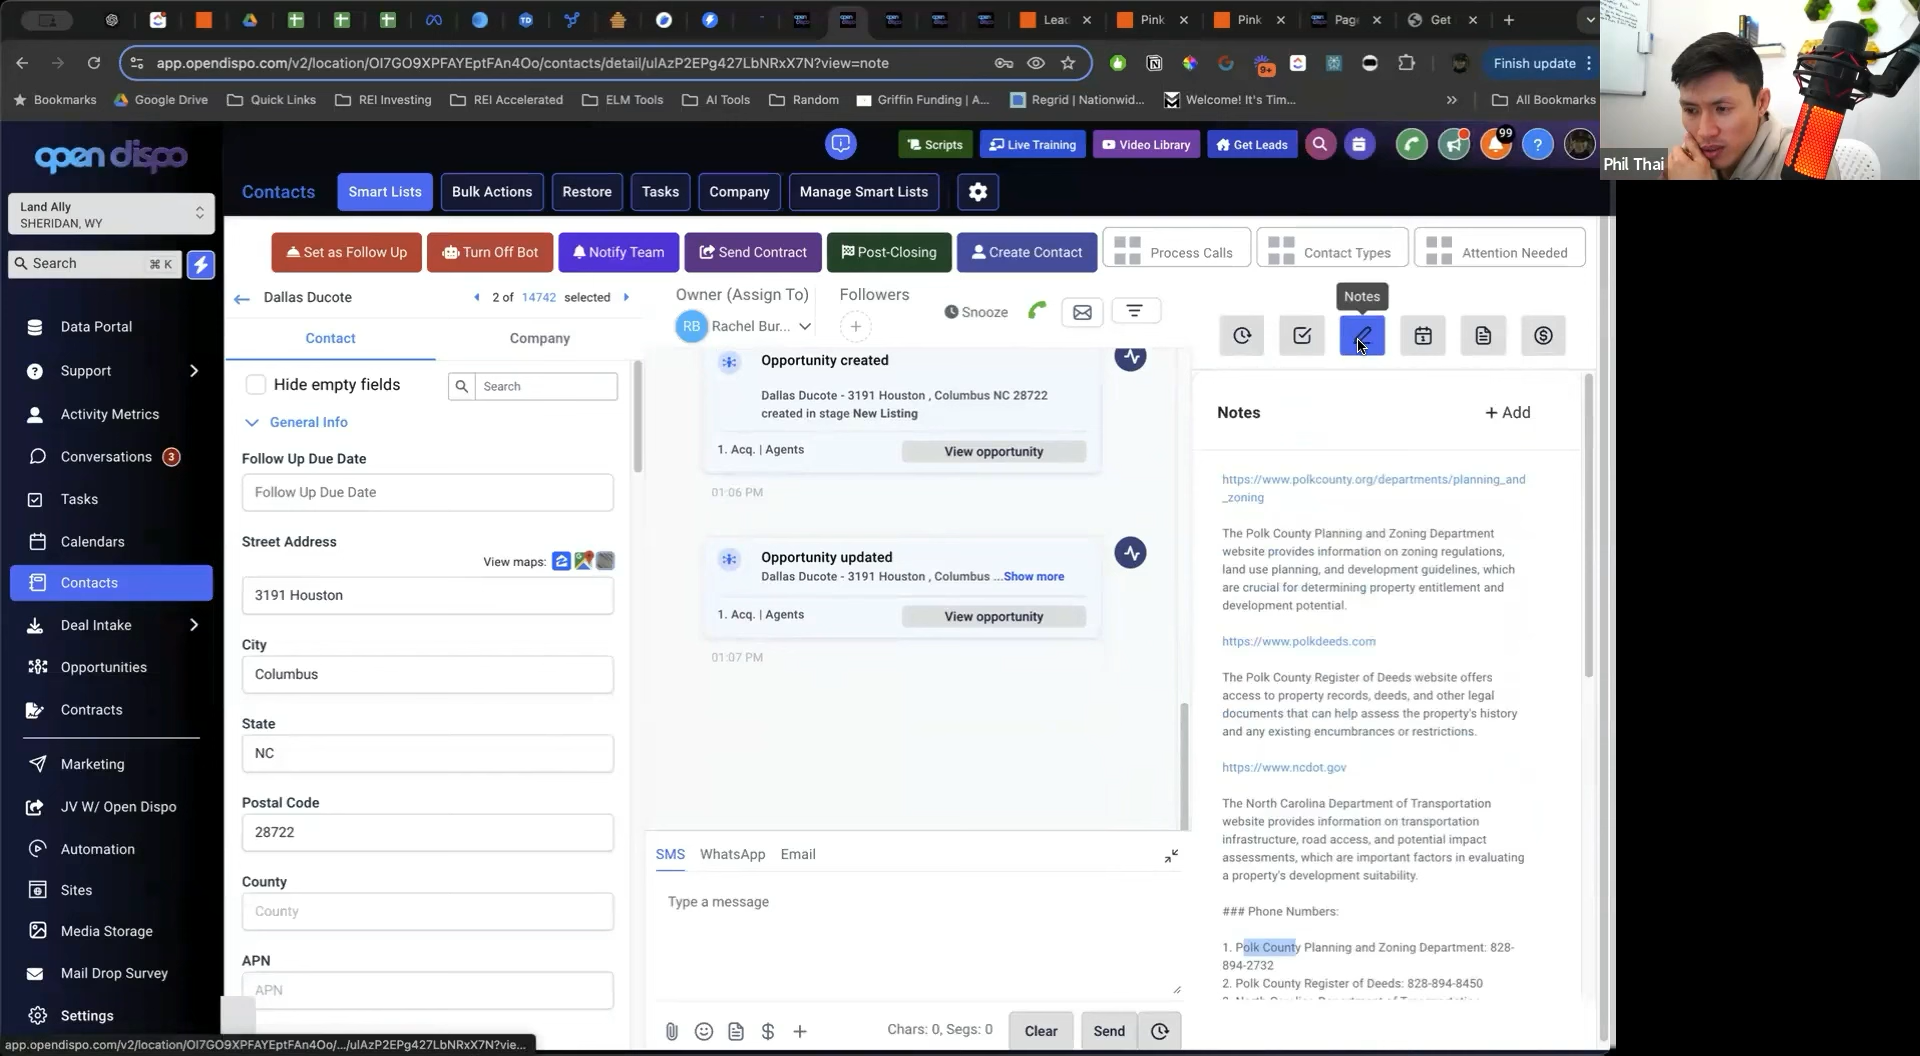 Lea
Pink
Pink
Pag
Get
app.opendispo.com/v2/location/OI7GO9XPFAYEptFAn4Oo/contacts/detail/ulAzP2EPg427LbNRxX7N?view=note
9+
Finish update
Bookmarks
Google Drive
Quick Links
REI Investing
REI Accelerated
ELM Tools
AI Tools
Random
Griffin Funding | A...
Regrid | Nationwid...
Welcome! It's Tim...
All Bookmarks
Phil Thai
open dispo
Scripts
Live Training
Video Library
Get Leads
99
Land Ally
SHERIDAN, WY
Contacts
Smart Lists
Bulk Actions
Restore
Tasks
Company
Manage Smart Lists
Search
⌘ K
Set as Follow Up
Turn Off Bot
Notify Team
Send Contract
Post-Closing
Create Contact
Process Calls
Contact Types
Attention Needed
Data Portal
Support
Activity Metrics
Conversations
3
Tasks
Calendars
Contacts
Deal Intake
Opportunities
Contracts
Marketing
JV W/ Open Dispo
Automation
Sites
Media Storage
Mail Drop Survey
Settings
Dallas Ducote
2 of 14742 selected
Contact
Company
Hide empty fields
Search
General Info
Follow Up Due Date
Follow Up Due Date
Street Address
View maps:
3191 Houston
City
Columbus
State
NC
Postal Code
28722
County
County
APN
APN
Owner (Assign To)
RB
Rachel Bur...
Followers
Snooze
Opportunity created
Dallas Ducote - 3191 Houston , Columbus NC 28722
created in stage New Listing
1. Acq. | Agents
View opportunity
01:06 PM
Opportunity updated
Dallas Ducote - 3191 Houston , Columbus ...Show more
1. Acq. | Agents
View opportunity
01:07 PM
SMS
WhatsApp
Email
Type a message
Chars: 0, Segs: 0
Clear
Send
Notes
Notes
+ Add
https://www.polkcounty.org/departments/planning_and
_zoning
The Polk County Planning and Zoning Department
website provides information on zoning regulations,
land use planning, and development guidelines, which
are crucial for determining property entitlement and
development potential.
https://www.polkdeeds.com
The Polk County Register of Deeds website offers
access to property records, deeds, and other legal
documents that can help assess the property's history
and any existing encumbrances or restrictions.
https://www.ncdot.gov
The North Carolina Department of Transportation
website provides information on transportation
infrastructure, road access, and potential impact
assessments, which are important factors in evaluating
a property's development suitability.
### Phone Numbers:
1. Polk County Planning and Zoning Department: 828-
894-2732
2. Polk County Register of Deeds: 828-894-8450
app.opendispo.com/v2/location/OI7GO9XPFAYEptFAn4Oo/.../ulAzP2EPg427LbNRxX7N?vie...